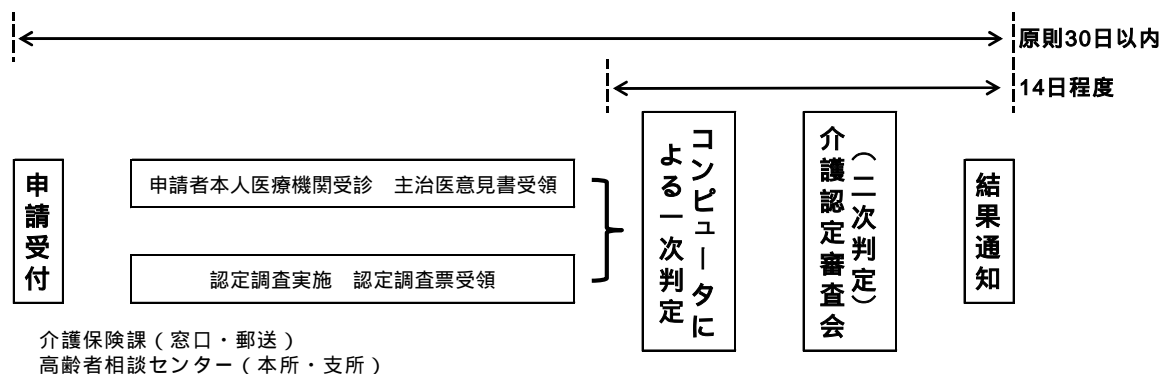 原則30日以内
14日程度
申請受付
申請者本人医療機関受診　主治医意見書受領
認定調査実施　認定調査票受領
コンピュータに
よる一次判定
（二次判定）
介護認定審査会
結果通知
介護保険課（窓口・郵送）
高齢者相談センター（本所・支所）